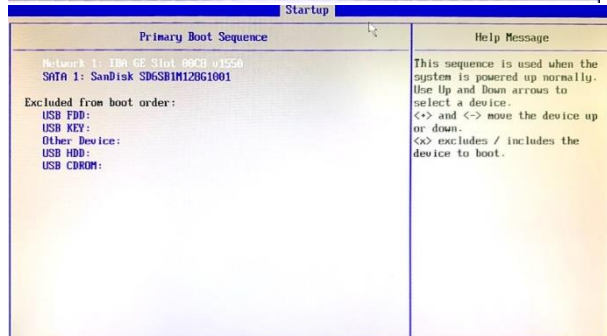 Startup
Primary Boot Sequence
Network 1: IBA GE Slot 00C8 v1550
SATA 1: SanDisk SD6SB1M128G1001
Excluded from boot order:
USB FDD:
USB KEY:
Other Device:
USB HDD:
USB CDROM:
Help Message
This sequence is used when the
system is powered up normally.
Use Up and Down arrows to
select a device.
<+> and <-> move the device up
or down.
<x> excludes / includes the
device to boot.